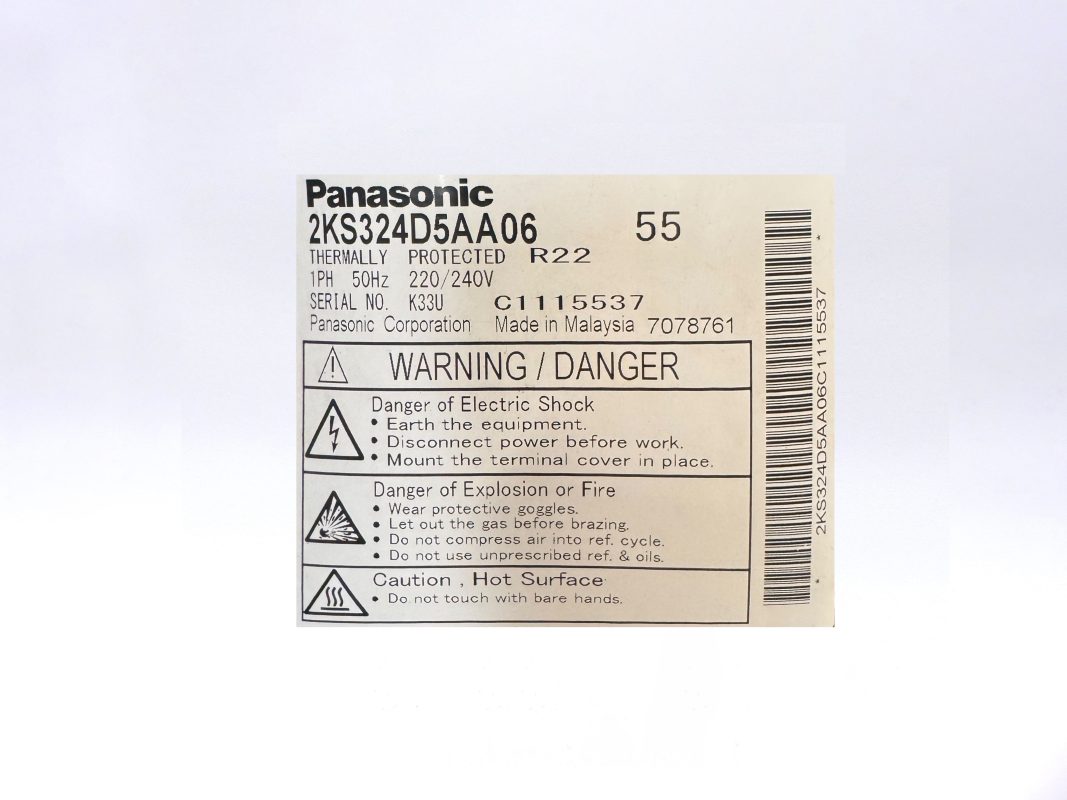 Panasonic
2KS324D5AA06 55
THERMALLY PROTECTED R22
1PH 50Hz 220/240V
SERIAL NO. K33U C1115537
Panasonic Corporation Made in Malaysia 7078761
WARNING / DANGER
Danger of Electric Shock
• Earth the equipment.
• Disconnect power before work.
• Mount the terminal cover in place.
Danger of Explosion or Fire
• Wear protective goggles.
• Let out the gas before brazing.
• Do not compress air into ref. cycle.
• Do not use unprescribed ref. & oils.
Caution , Hot Surface
• Do not touch with bare hands.
*2KS324D5AA06C1115537*